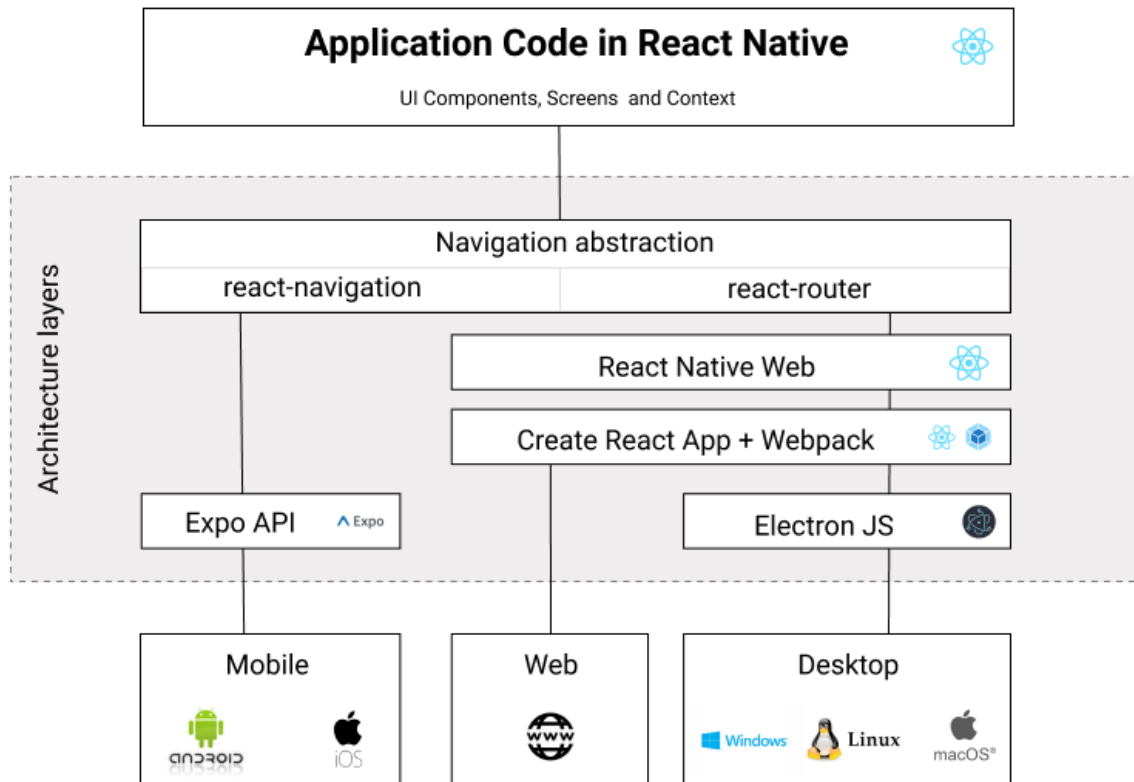 Application Code in React Native
UI Components, Screens and Context
Architecture layers
Navigation abstraction
react-navigation
react-router
React Native Web
Create React App + Webpack
Expo API
Expo
Electron JS
Mobile
Web
Desktop
ANDROID
iOS
WWW
Windows
Linux
macOS®